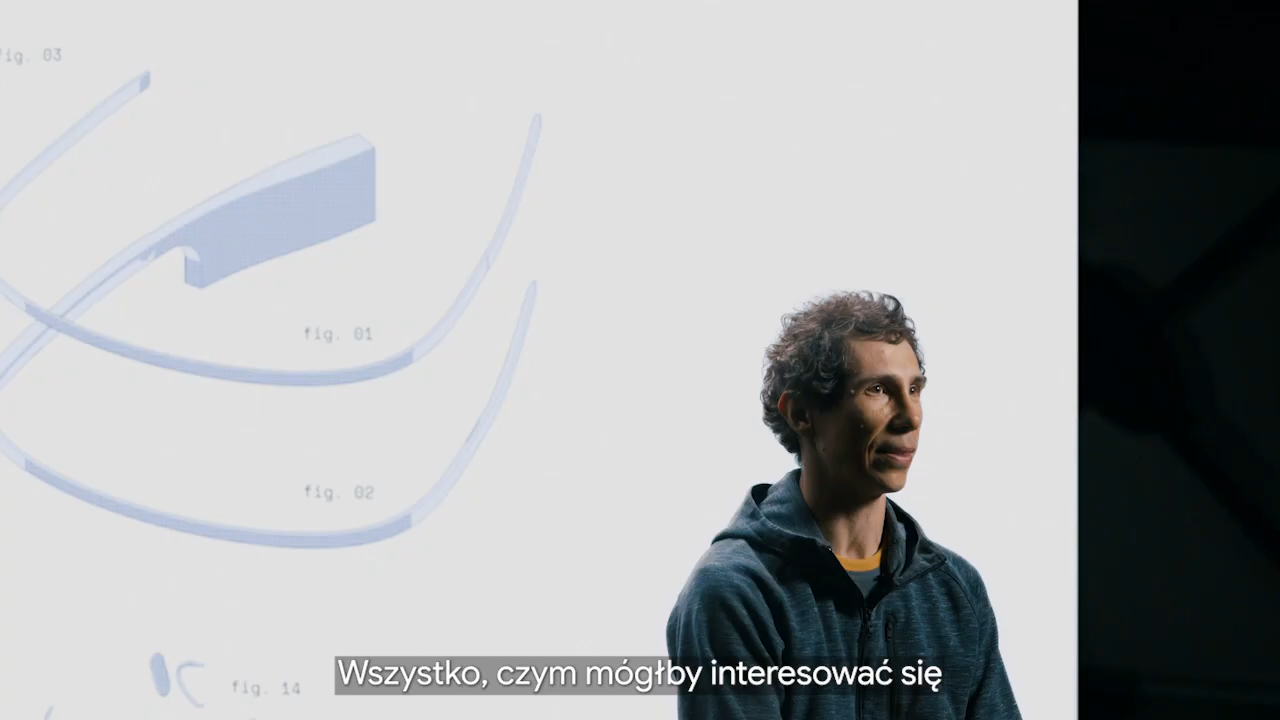 fig. 03
fig. 01
fig. 02
fig. 14
Wszystko, czym mógłby interesować się